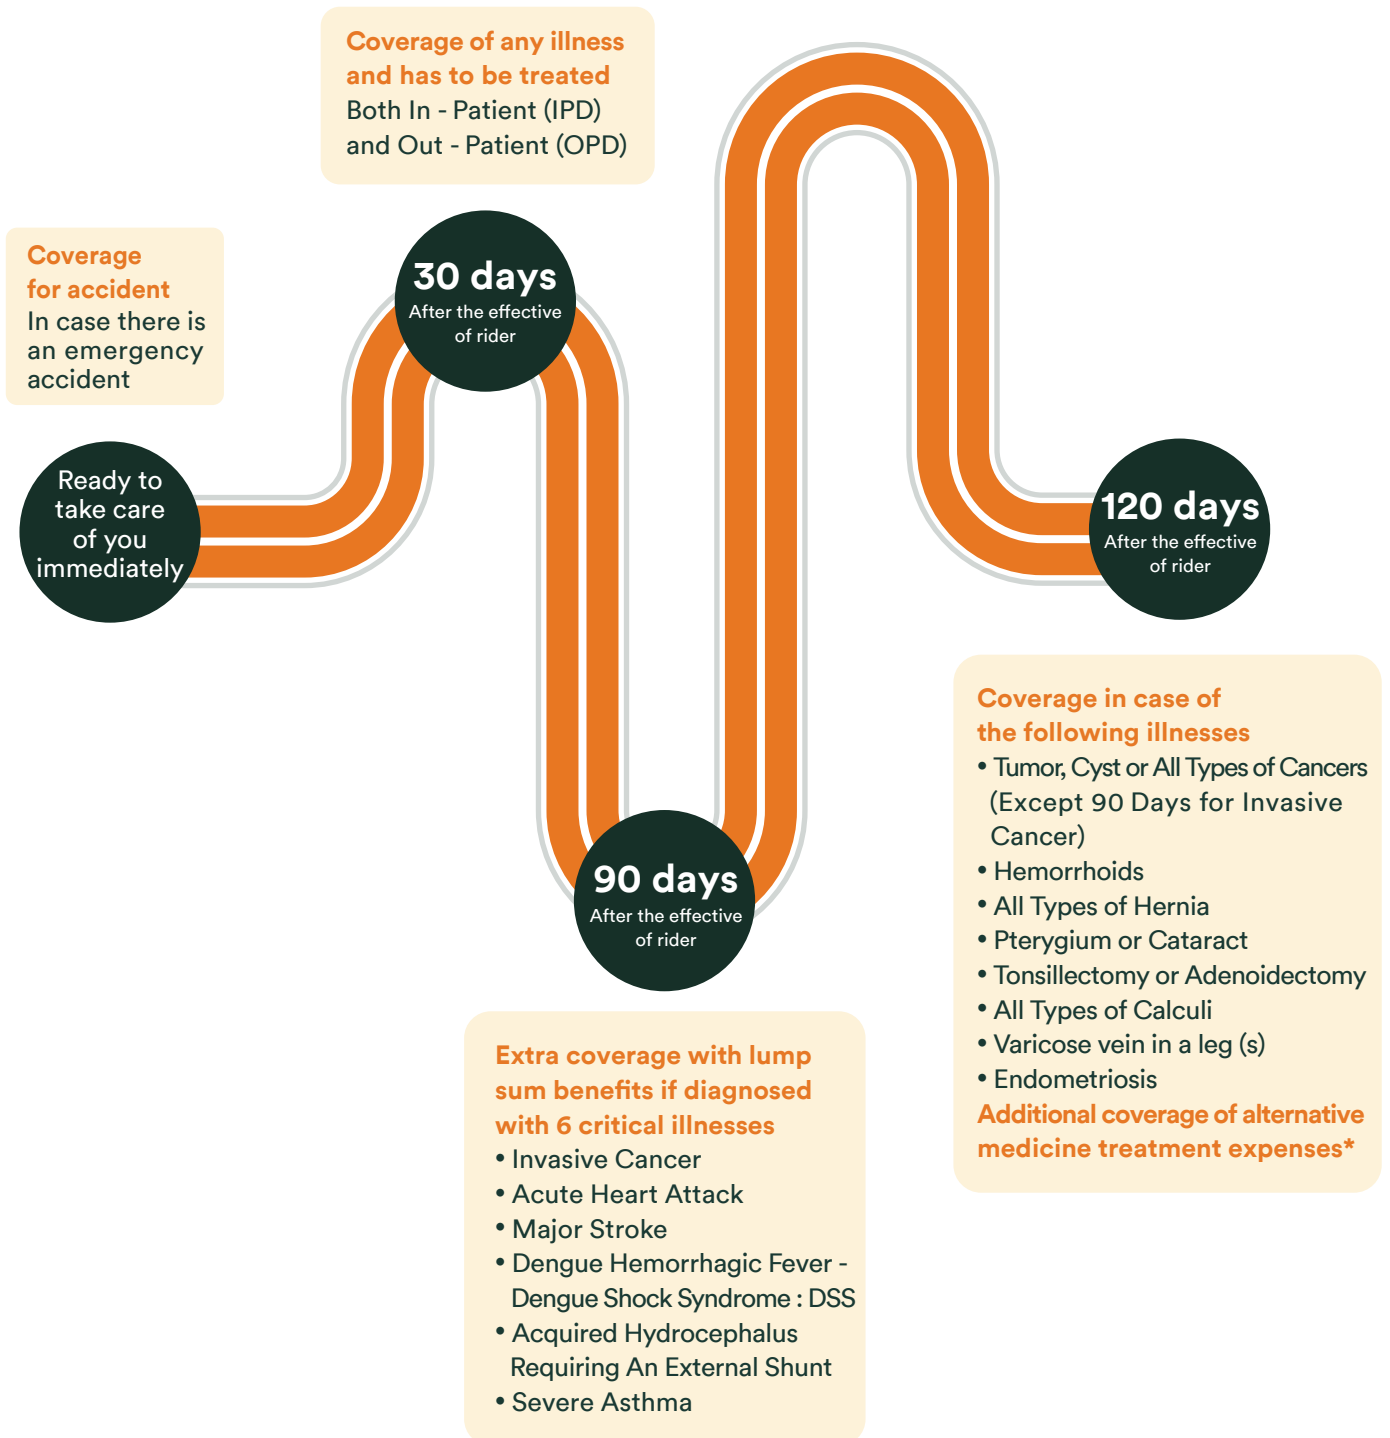 Coverage
for accident
In case there is
an emergency
accident
Ready to
take care
of you
immediately
Coverage of any illness
and has to be treated
Both In - Patient (IPD)
and Out - Patient (OPD)
30 days
After the effective
of rider
90 days
After the effective
of rider
Extra coverage with lump
sum benefits if diagnosed
with 6 critical illnesses
• Invasive Cancer
• Acute Heart Attack
• Major Stroke
• Dengue Hemorrhagic Fever -
Dengue Shock Syndrome : DSS
• Acquired Hydrocephalus
Requiring An External Shunt
• Severe Asthma
120 days
After the effective
of rider
Coverage in case of
the following illnesses
• Tumor, Cyst or All Types of Cancers
(Except 90 Days for Invasive
Cancer)
• Hemorrhoids
• All Types of Hernia
• Pterygium or Cataract
• Tonsillectomy or Adenoidectomy
• All Types of Calculi
• Varicose vein in a leg (s)
• Endometriosis
Additional coverage of alternative
medicine treatment expenses*